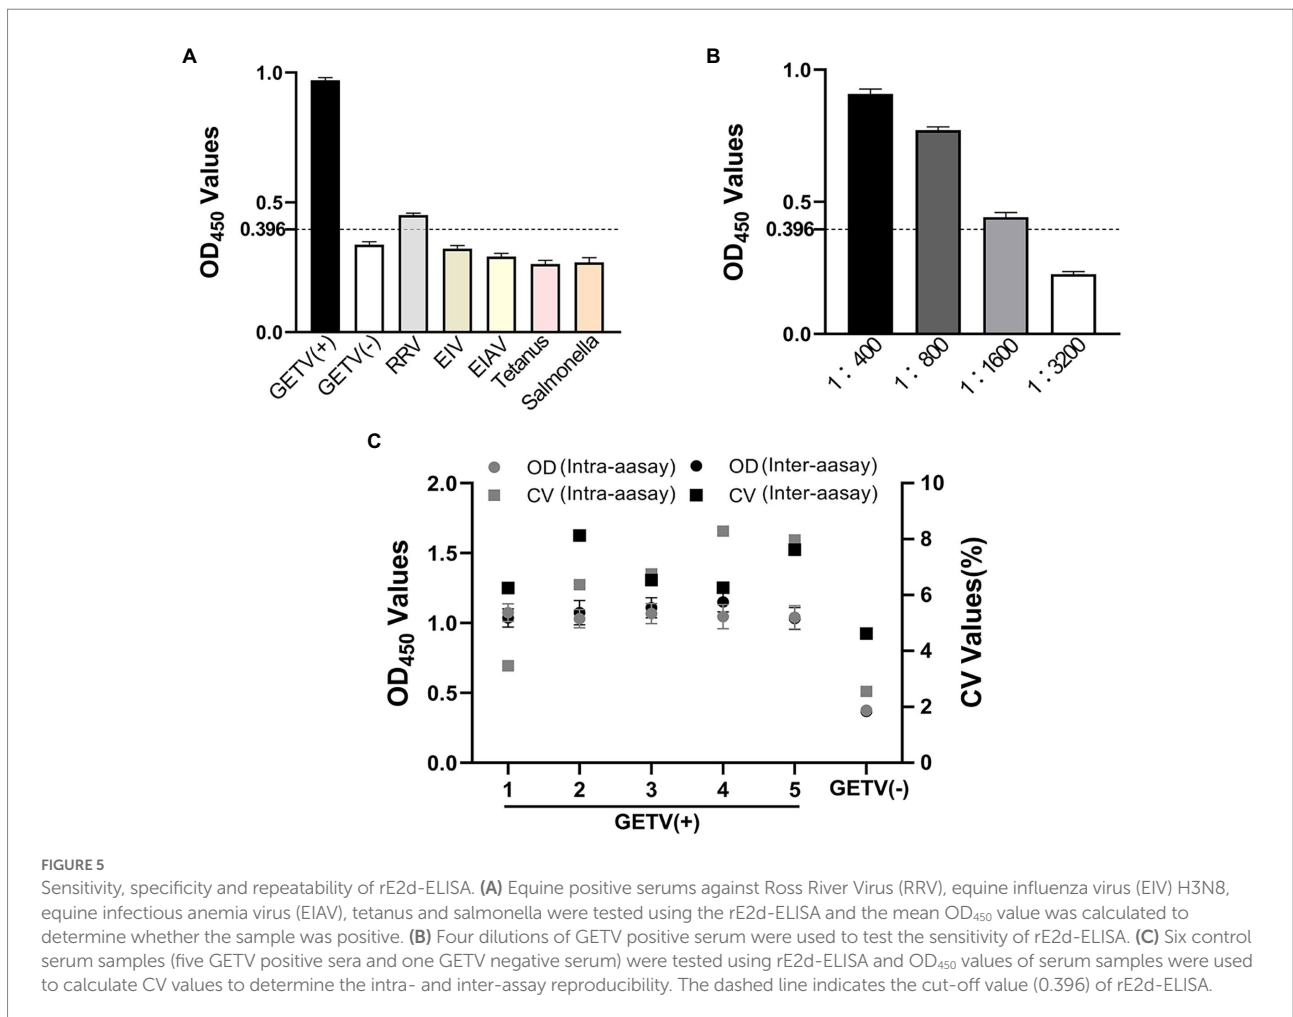 A
OD450 Values
1.0
0.5
0.396
0.0
GETV(+)
GETV(-)
RRV
EIV
EIAV
Tetanus
Salmonella
B
OD450 Values
1.0
0.5
0.396
0.0
1:400
1:800
1:1600
1:3200
C
OD (Intra-aasay)
OD (Inter-aasay)
CV (Intra-aasay)
CV (Inter-aasay)
OD450 Values
2.0
1.5
1.0
0.5
0.0
10
8
6
4
2
0
CV Values(%)
1 2 3 4 5 GETV(-)
GETV(+)
FIGURE 5
Sensitivity, specificity and repeatability of rE2d-ELISA. (A) Equine positive serums against Ross River Virus (RRV), equine influenza virus (EIV) H3N8,
equine infectious anemia virus (EIAV), tetanus and salmonella were tested using the rE2d-ELISA and the mean OD450 value was calculated to
determine whether the sample was positive. (B) Four dilutions of GETV positive serum were used to test the sensitivity of rE2d-ELISA. (C) Six control
serum samples (five GETV positive sera and one GETV negative serum) were tested using rE2d-ELISA and OD450 values of serum samples were used
to calculate CV values to determine the intra- and inter-assay reproducibility. The dashed line indicates the cut-off value (0.396) of rE2d-ELISA.